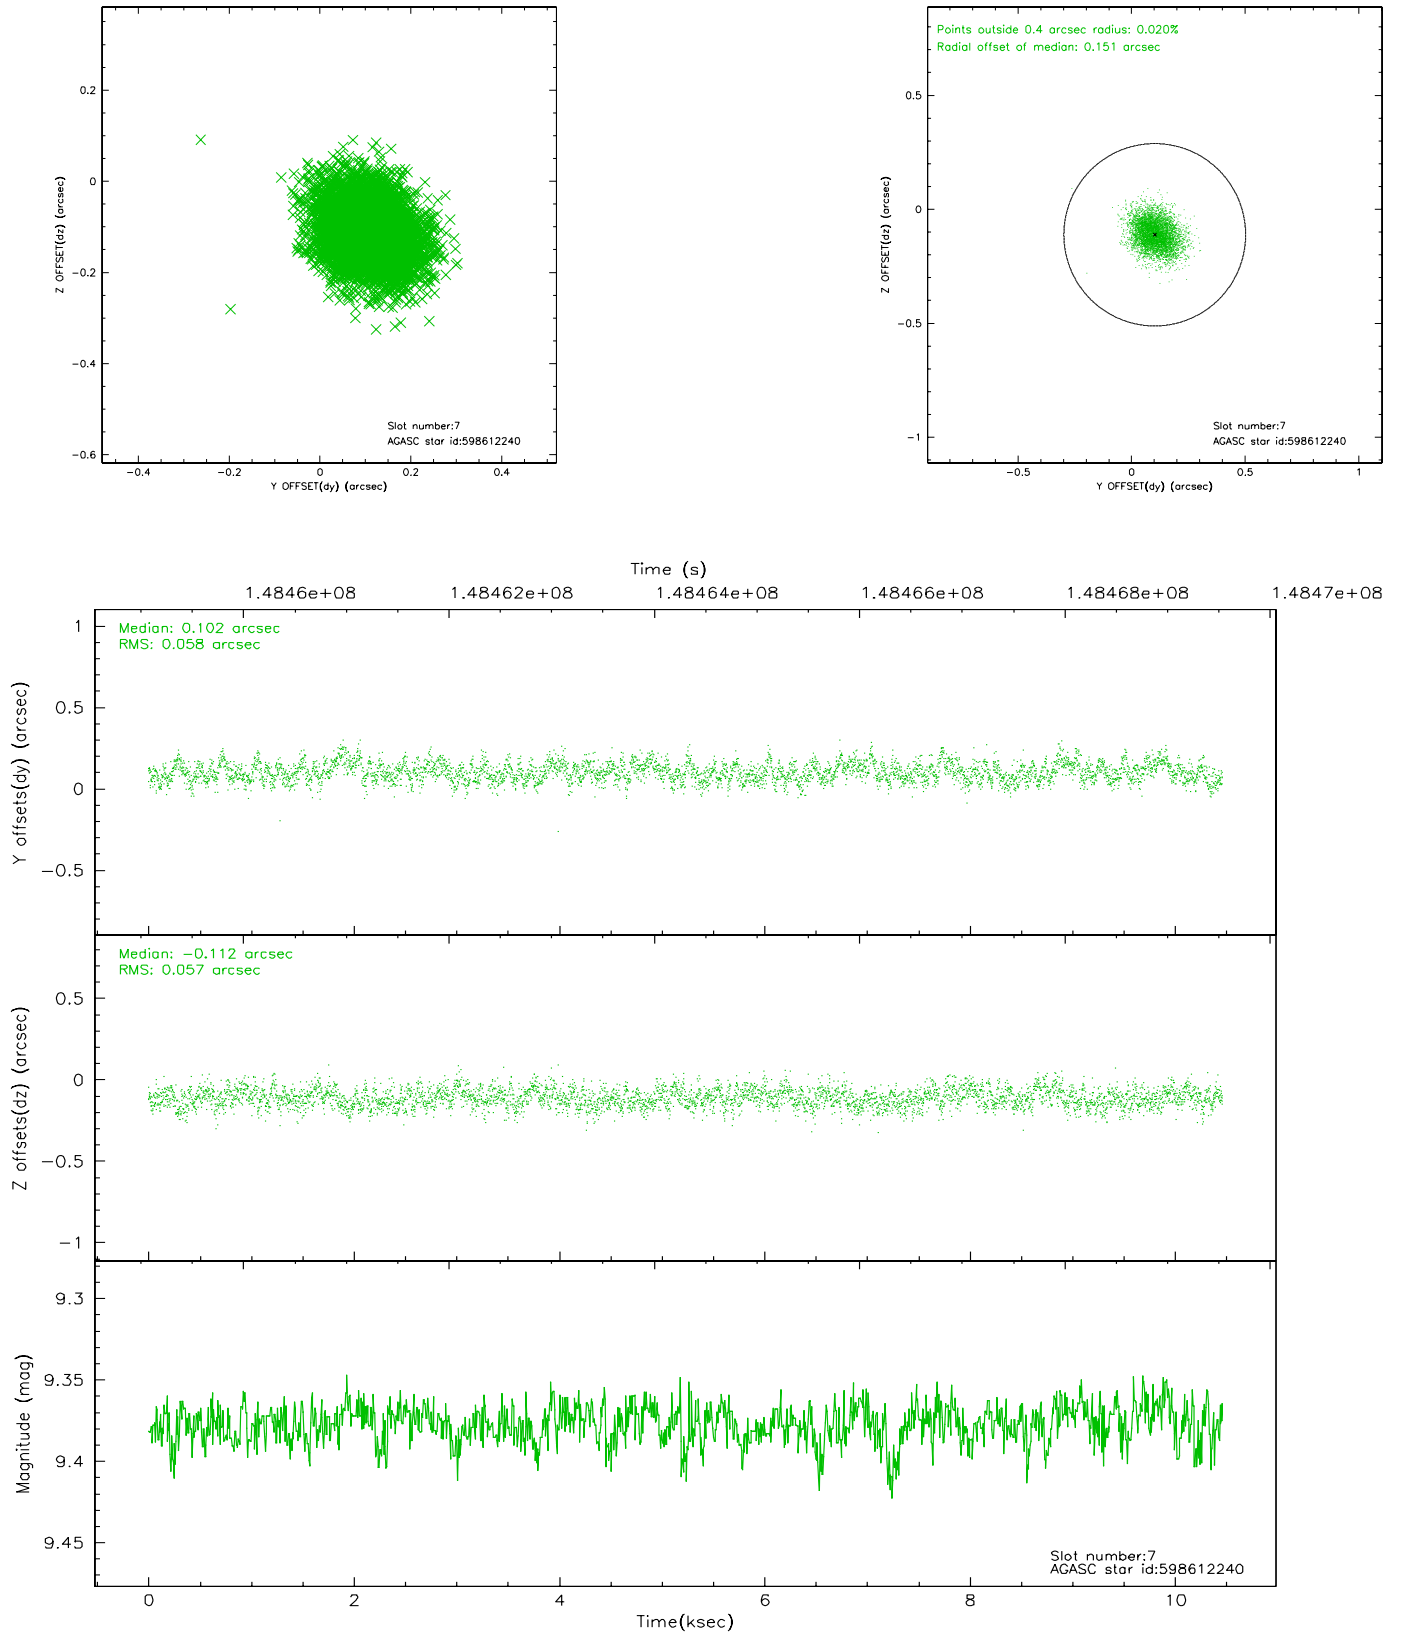 0.2
0
−0.2
−0.4
−0.6
Z OFFSET(dz) (arcsec)
Slot number:7
AGASC star id:598612240
−0.4 −0.2 0 0.2 0.4
Y OFFSET(dy) (arcsec)
Points outside 0.4 arcsec radius: 0.020%
Radial offset of median: 0.151 arcsec
0.5
0
−0.5
−1
Z OFFSET(dz) (arcsec)
Slot number:7
AGASC star id:598612240
−0.5 0 0.5 1
Y OFFSET(dy) (arcsec)
Time (s)
1.4846e+08 1.48462e+08 1.48464e+08 1.48466e+08 1.48468e+08 1.4847e+08
Median: 0.102 arcsec
RMS: 0.058 arcsec
1
0.5
0
−0.5
Y offsets(dy) (arcsec)
Median: −0.112 arcsec
RMS: 0.057 arcsec
0.5
0
−0.5
−1
Z offsets(dz) (arcsec)
9.3
9.35
9.4
9.45
Magnitude (mag)
Slot number:7
AGASC star id:598612240
0 2 4 6 8 10
Time(ksec)